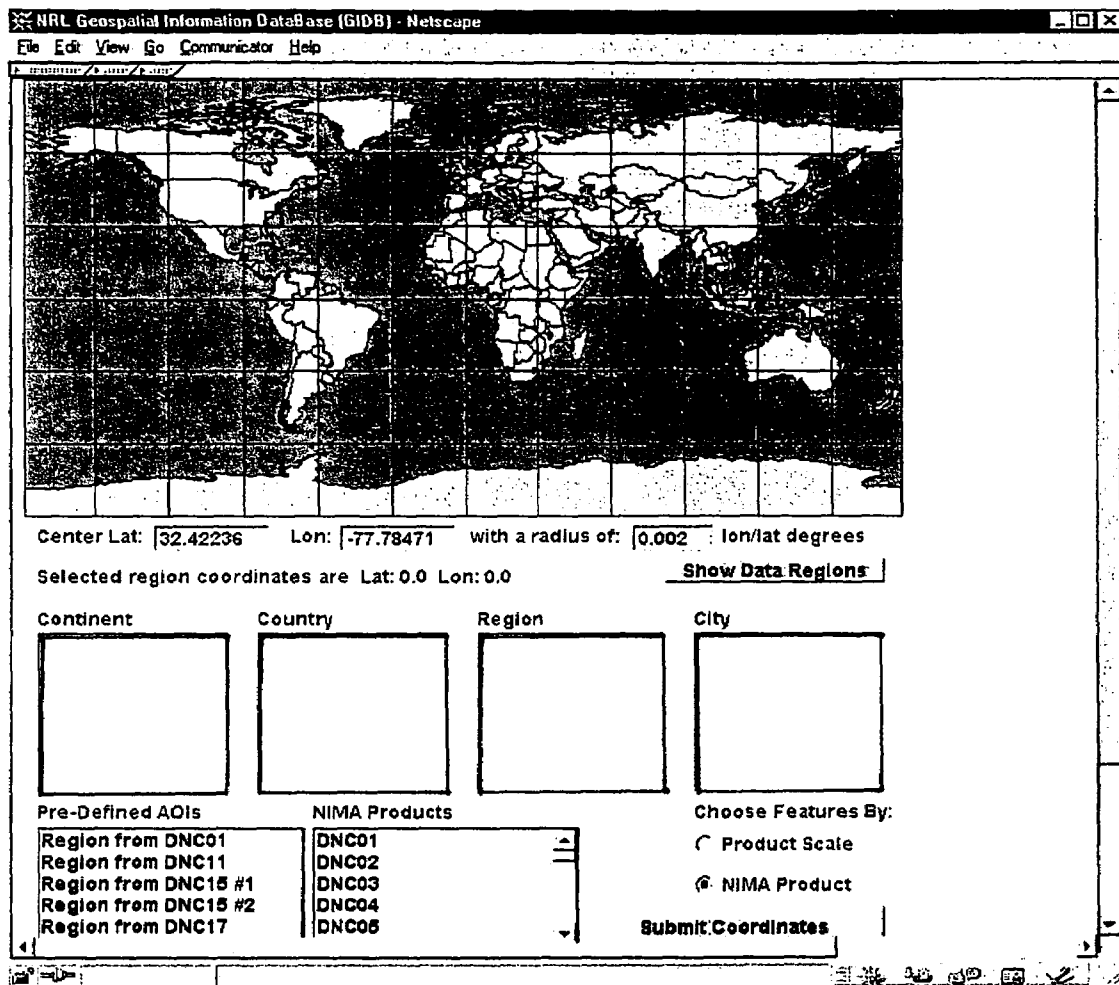 NRL Geospatial Information DataBase (GIDB) - Netscape
File Edit View Go Communicator Help
Center Lat: 32.42236 Lon: -77.78471 with a radius of: 0.002 lon/lat degrees
Selected region coordinates are Lat: 0.0 Lon: 0.0 Show Data Regions
Continent Country Region City
Pre-Defined AOIs NIMA Products Choose Features By:
Region from DNC01 DNC01 Product Scale
Region from DNC11 DNC02
Region from DNC15 #1 DNC03 NIMA Product
Region from DNC15 #2 DNC04
Region from DNC17 DNC05 Submit Coordinates